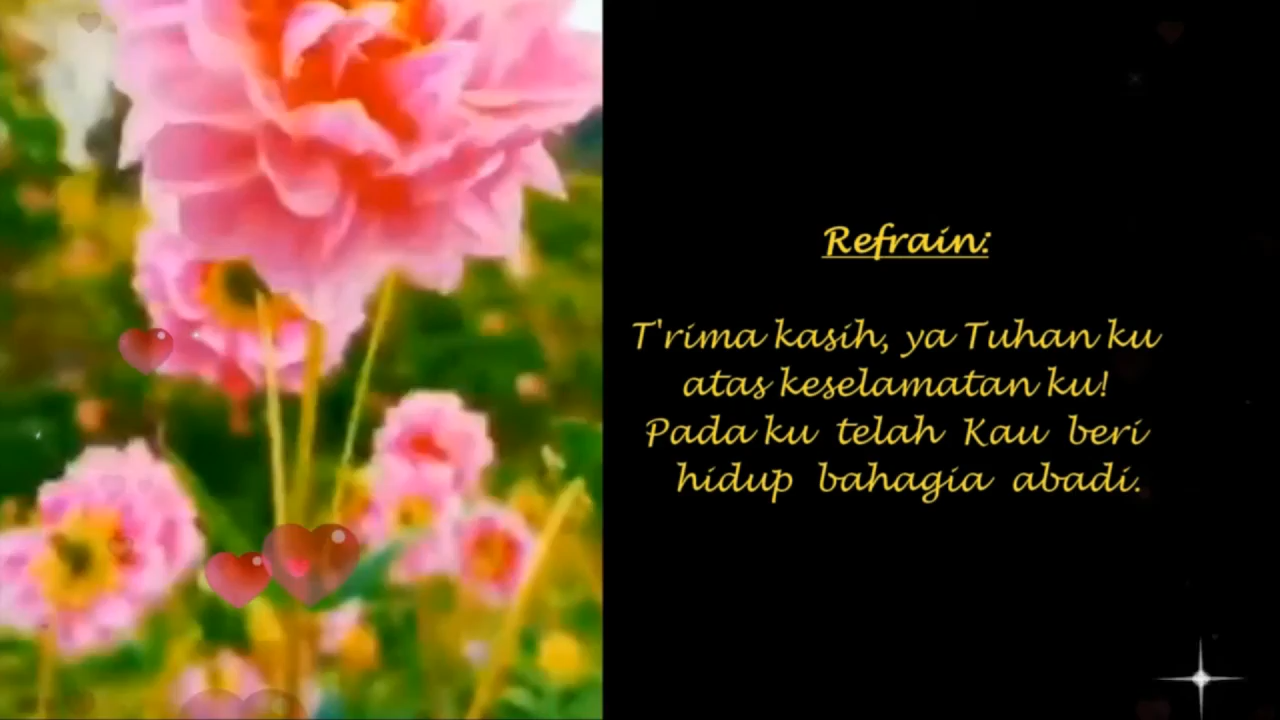 Refrain:
T'rima kasih, ya Tuhan ku
atas keselamatan ku!
Pada ku telah Kau beri
hidup bahagia abadi.